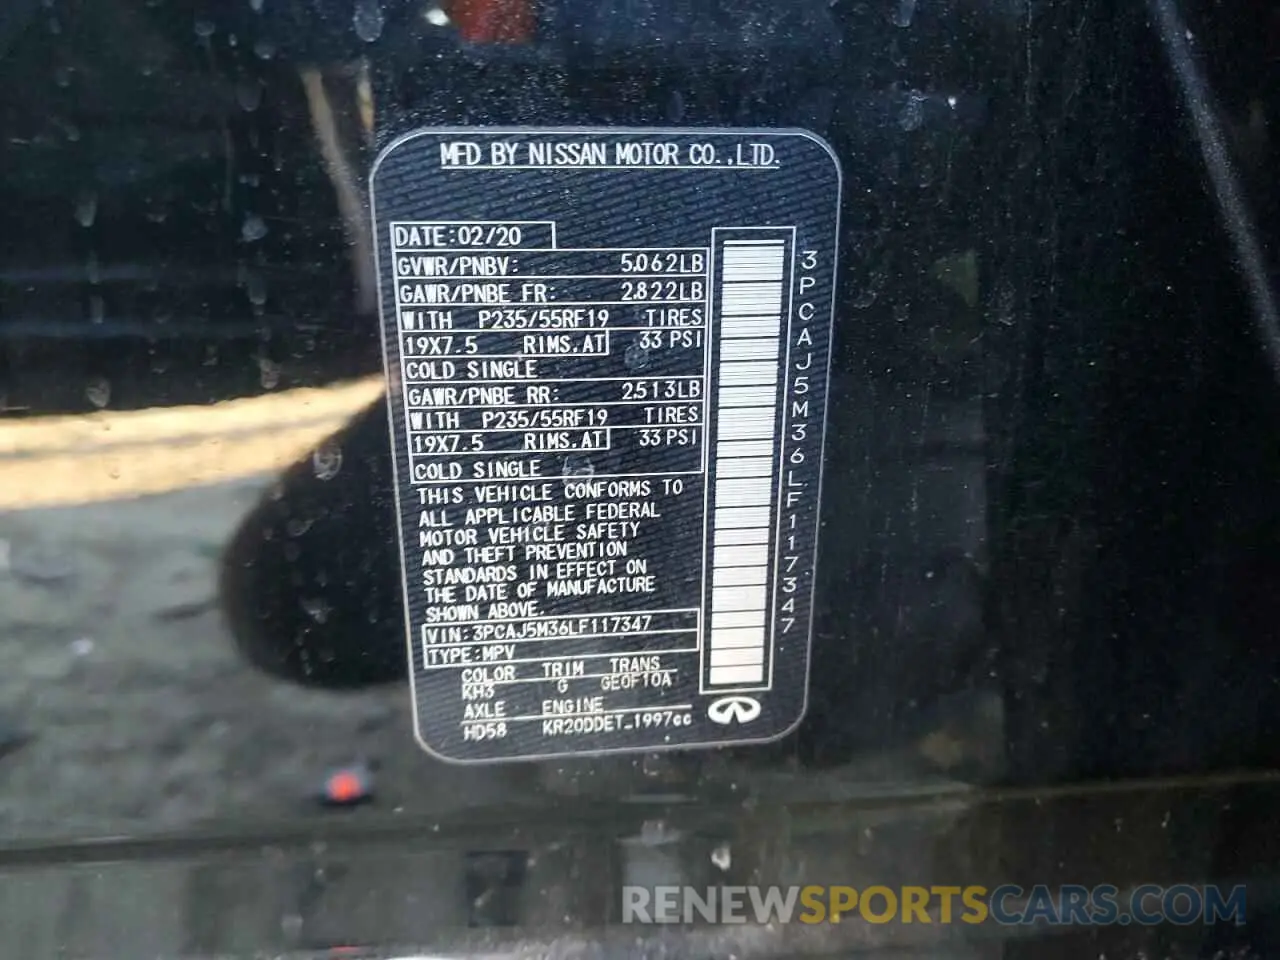 MFD BY NISSAN MOTOR CO.,LTD.
DATE:02/20
GVWR/PNBV: 5.062LB
GAWR/PNBE FR: 2.822LB
WITH P235/55RF19 TIRES
19X7.5 RIMS.AT 33 PSI
COLD SINGLE
GAWR/PNBE RR: 2.513LB
WITH P235/55RF19 TIRES
19X7.5 RIMS.AT 33 PSI
COLD SINGLE
THIS VEHICLE CONFORMS TO
ALL APPLICABLE FEDERAL
MOTOR VEHICLE SAFETY
AND THEFT PREVENTION
STANDARDS IN EFFECT ON
THE DATE OF MANUFACTURE
SHOWN ABOVE.
VIN:3PCAJ5M36LF117347
TYPE:MPV
COLOR TRIM TRANS
KH3 G GE0F10A
AXLE ENGINE
HD58 KR20DDET_1997cc
3PCAJ5M36LF117347
RENEWSPORTSCARS.COM